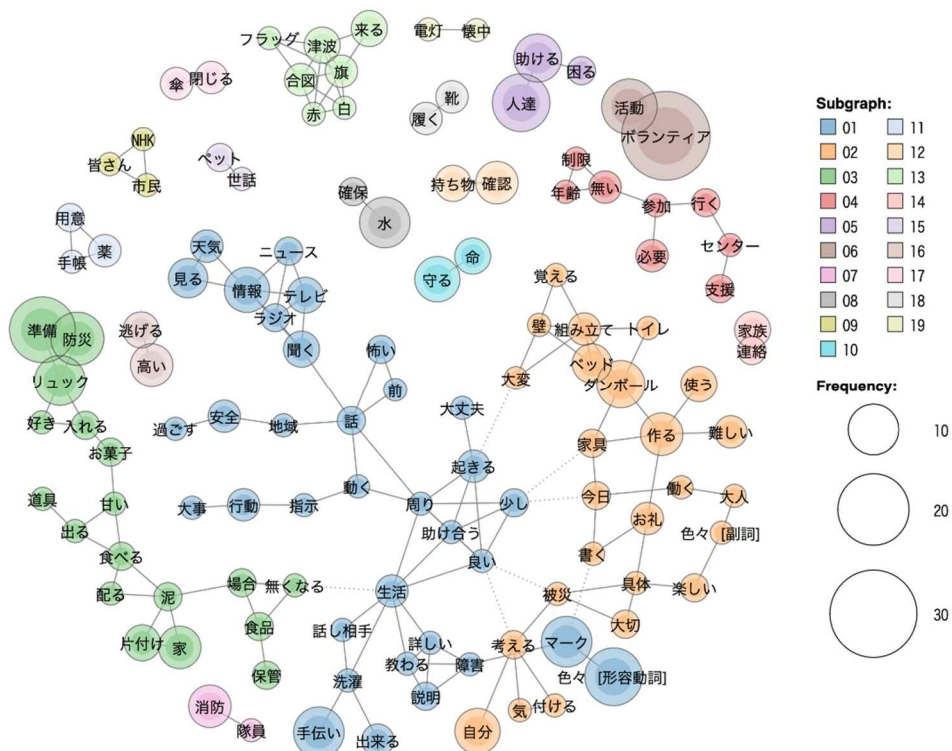 フラッグ
津波
来る
合図
旗
赤
白
電灯
懐中
助ける
困る
人達
活動
ボランティア
傘
閉じる
靴
履く
NHK
皆さん
市民
ペット
世話
確保
水
持ち物
確認
制限
年齢
無い
参加
行く
必要
センター
支援
用意
手帳
薬
天気
ニュース
見る
情報
テレビ
ラジオ
聞く
命
守る
覚える
壁
組み立て
トイレ
ベッド
ダンボール
大変
家族
連絡
準備
防災
リュック
逃げる
高い
好き
入れる
お菓子
怖い
前
大丈夫
過ごす
安全
地域
話
使う
家具
作る
難しい
起きる
道具
甘い
出る
食べる
配る
泥
大事
行動
指示
動く
周り
少し
助け合う
良い
今日
働く
大人
お礼
色々 [副詞]
書く
場合
無くなる
生活
被災
具体
楽しい
大切
片付け
家
食品
保管
話し相手
詳しい
教わる
障害
説明
洗濯
考える
マーク
色々 [形容動詞]
消防
隊員
手伝い
出来る
自分
気
付ける
Subgraph:
01 11
02 12
03 13
04 14
05 15
06 16
07 17
08 18
09 19
10
Frequency:
10
20
30